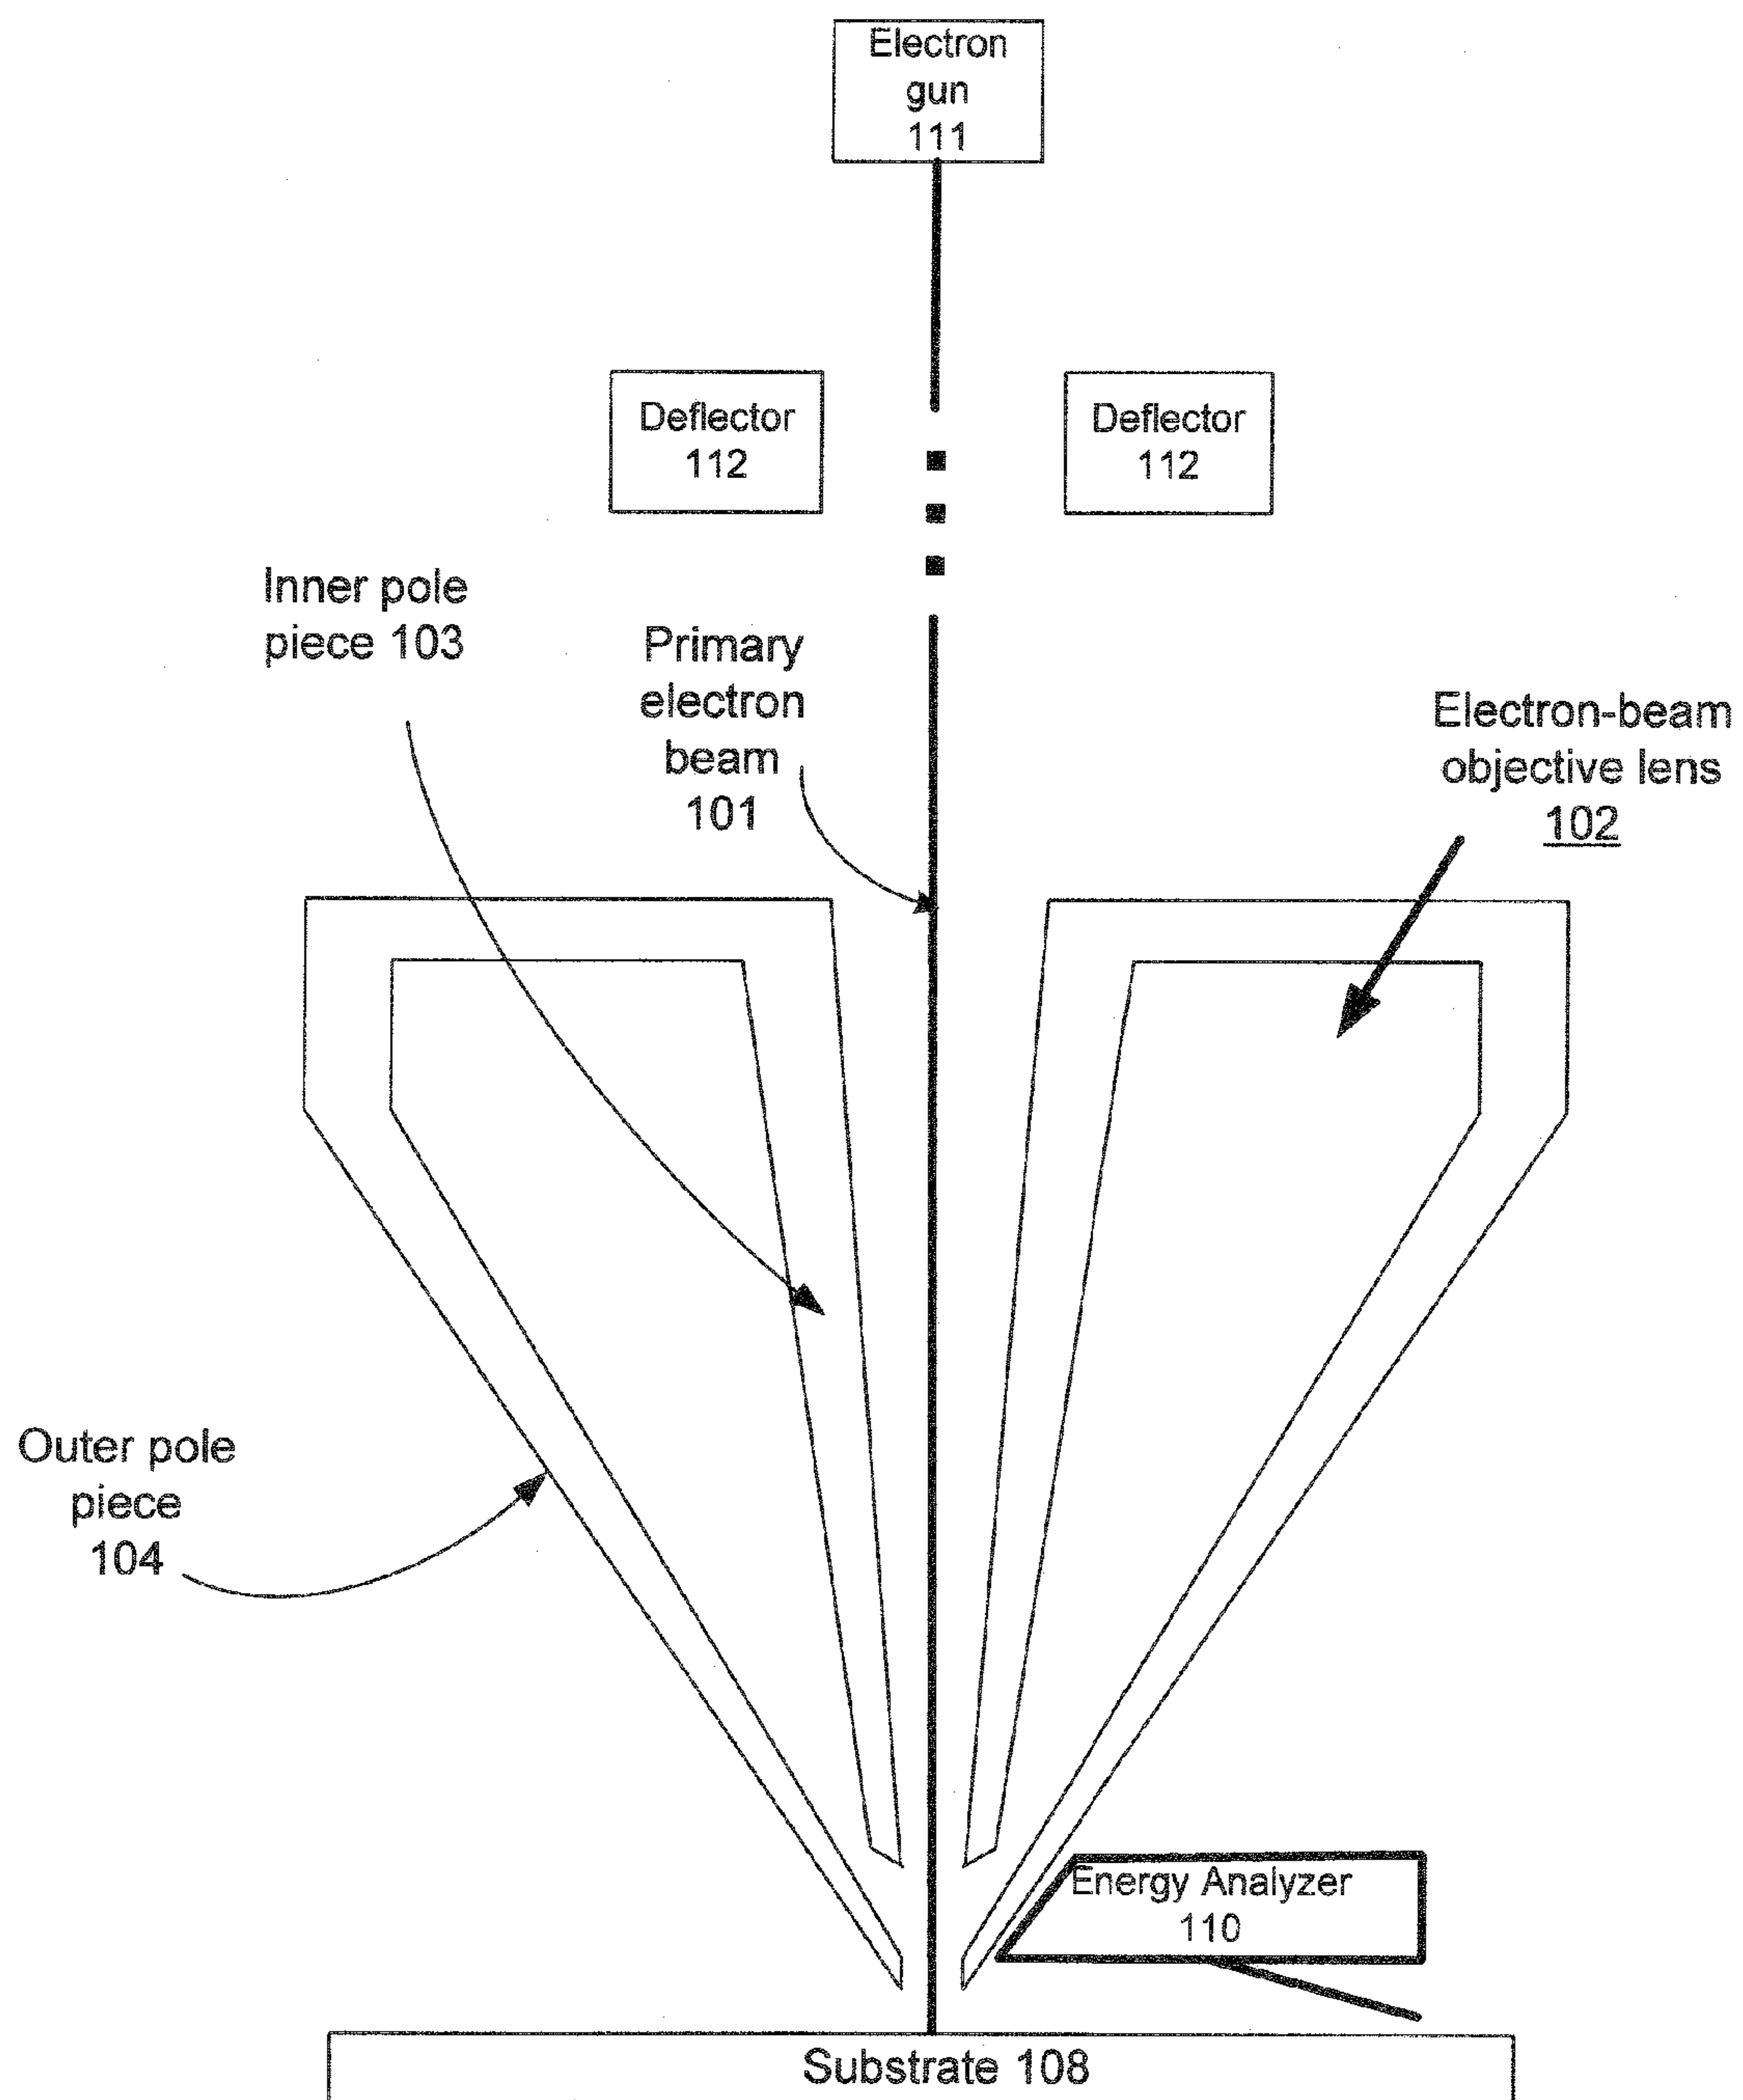 Electron
gun
111
Deflector
112
Deflector
112
Inner pole
piece 103
Primary
electron
beam
101
Electron-beam
objective lens
102
Outer pole
piece
104
Energy Analyzer
110
Substrate 108